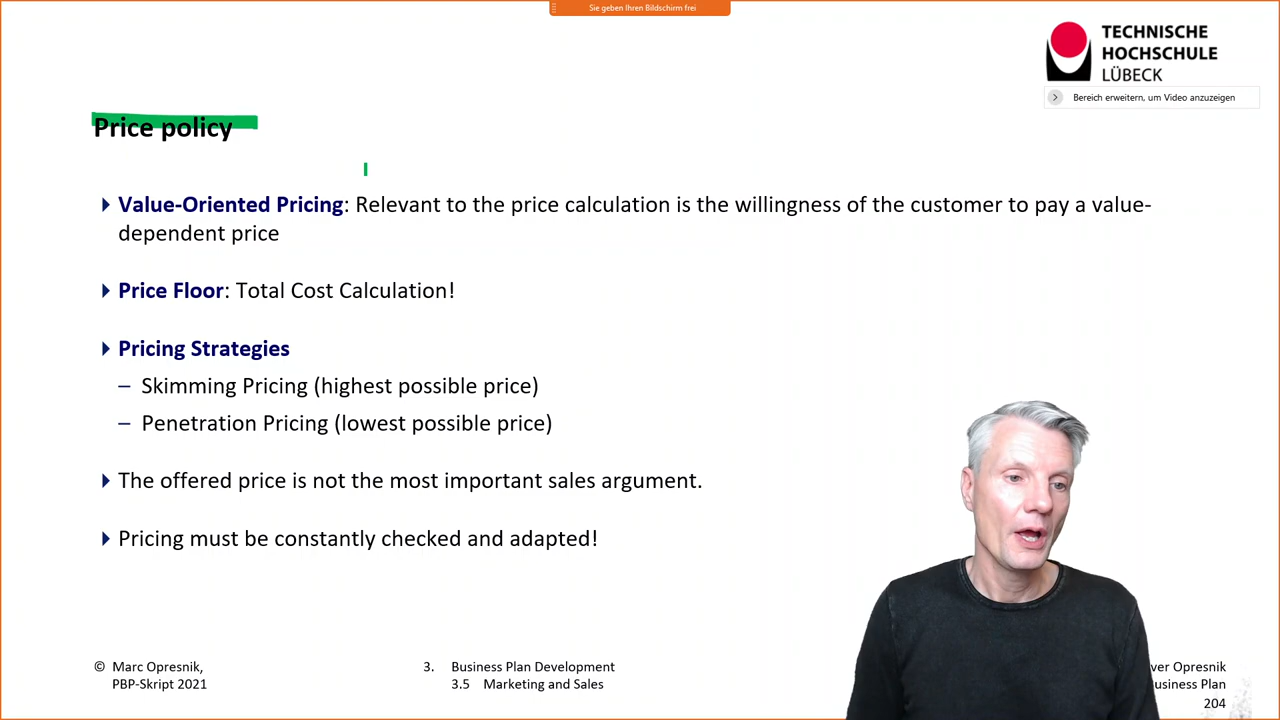 Sie geben Ihren Bildschirm frei
TECHNISCHE
HOCHSCHULE
LÜBECK
Bereich erweitern, um Video anzuzeigen
Price policy
Value-Oriented Pricing: Relevant to the price calculation is the willingness of the customer to pay a value-
dependent price
Price Floor: Total Cost Calculation!
Pricing Strategies
– Skimming Pricing (highest possible price)
– Penetration Pricing (lowest possible price)
The offered price is not the most important sales argument.
Pricing must be constantly checked and adapted!
© Marc Opresnik,
PBP-Skript 2021
3. Business Plan Development
3.5 Marketing and Sales
Opresnik
Plan
204